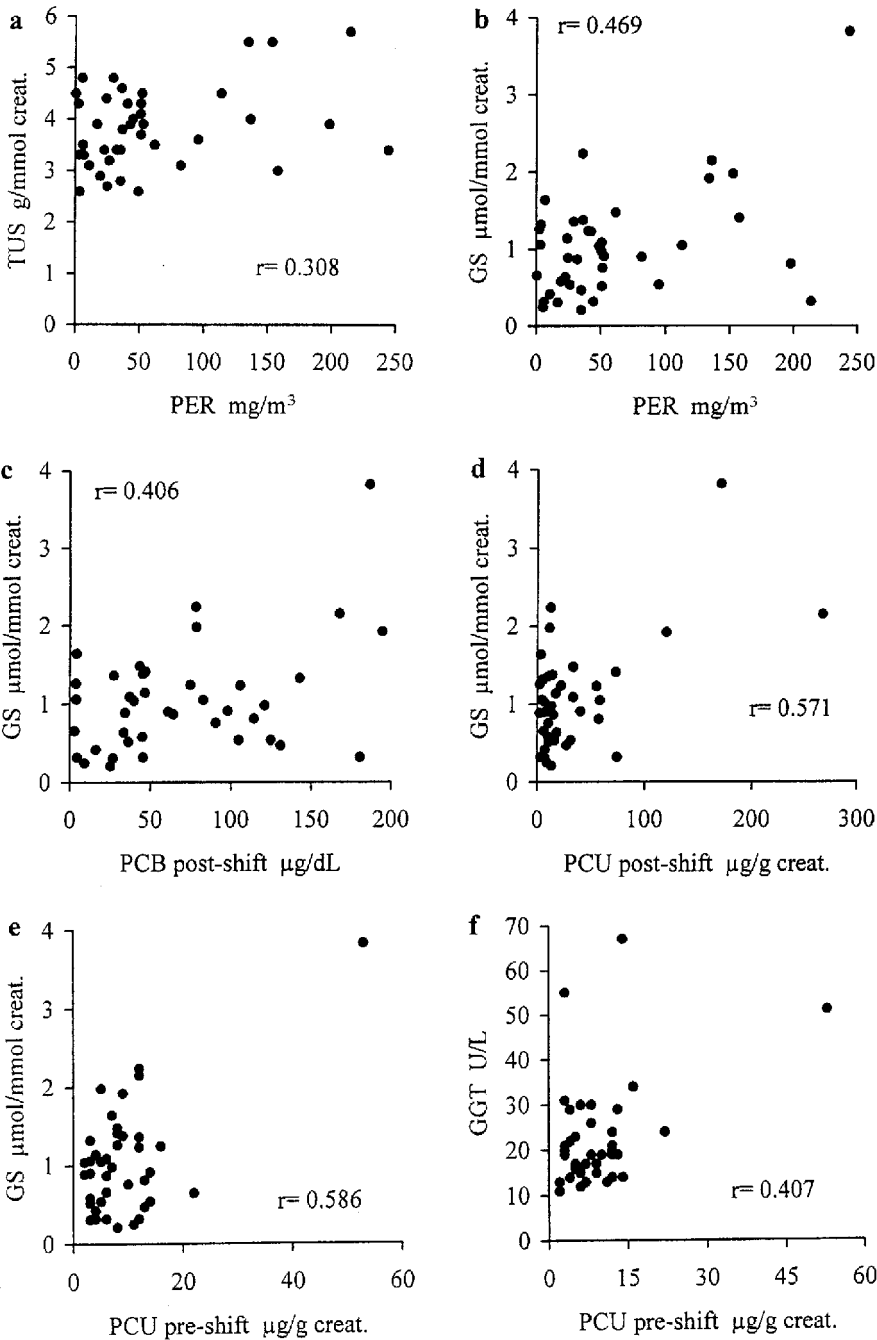 a
TUS g/mmol creat.
6
5
4
3
2
1
0
r= 0.308
0 50 100 150 200 250
PER mg/m³
b
GS µmol/mmol creat.
4
3
2
1
0
r= 0.469
0 50 100 150 200 250
PER mg/m³
c
GS µmol/mmol creat.
4
3
2
1
0
r= 0.406
0 50 100 150 200
PCB post-shift µg/dL
d
GS µmol/mmol creat.
4
3
2
1
0
r= 0.571
0 100 200 300
PCU post-shift µg/g creat.
e
GS µmol/mmol creat.
4
3
2
1
0
r= 0.586
0 20 40 60
PCU pre-shift µg/g creat.
f
GGT U/L
70
60
50
40
30
20
10
0
r= 0.407
0 15 30 45 60
PCU pre-shift µg/g creat.